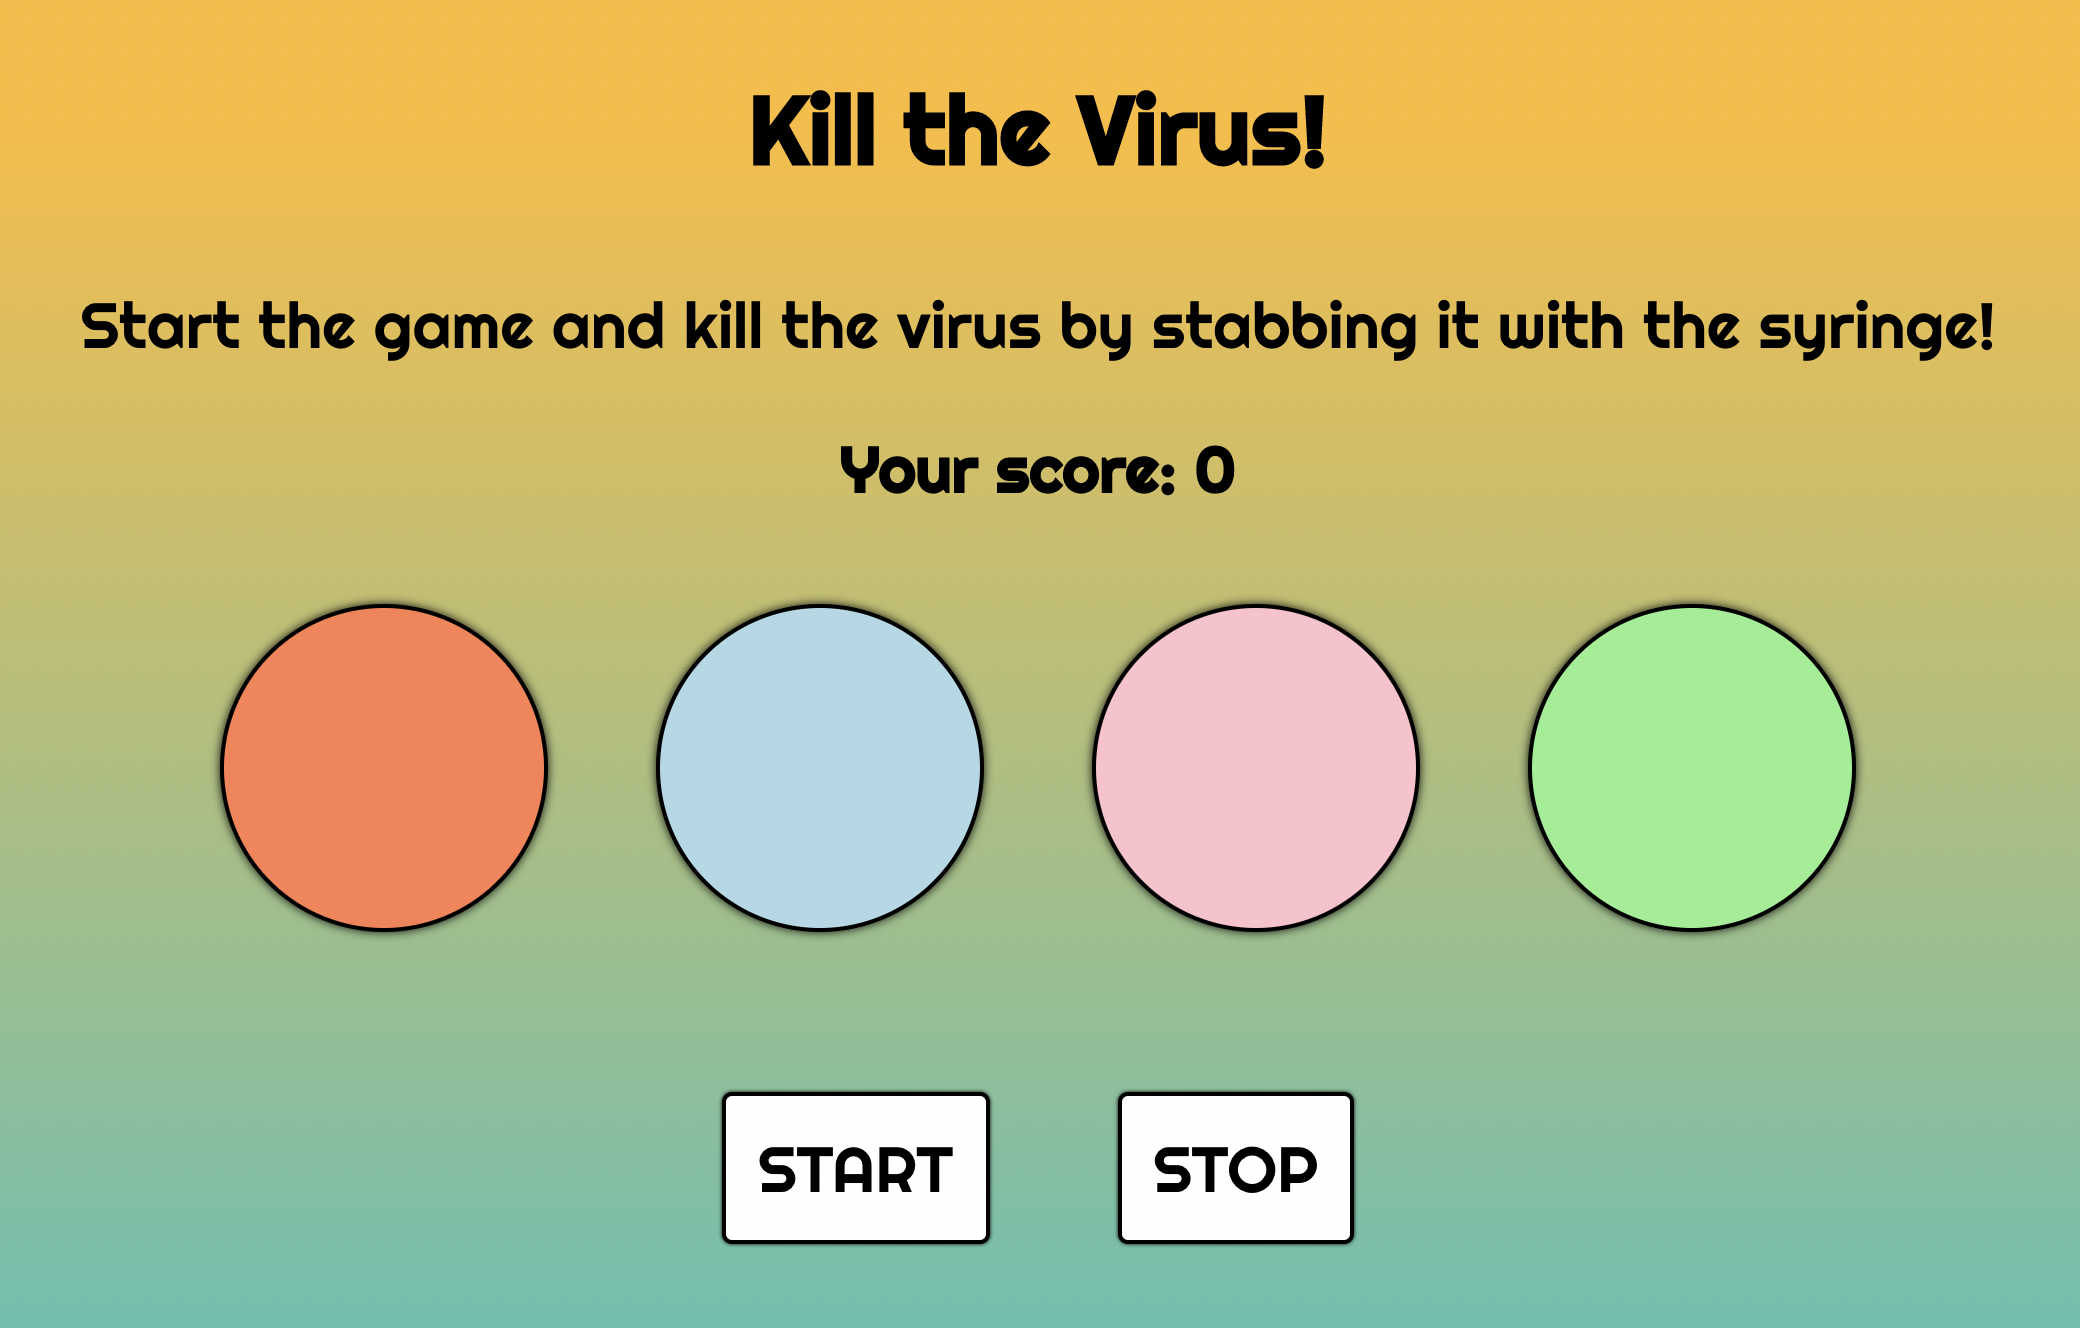 Kill the Virus!
Start the game and kill the virus by stabbing it with the syringe!
Your score: 0
START
STOP